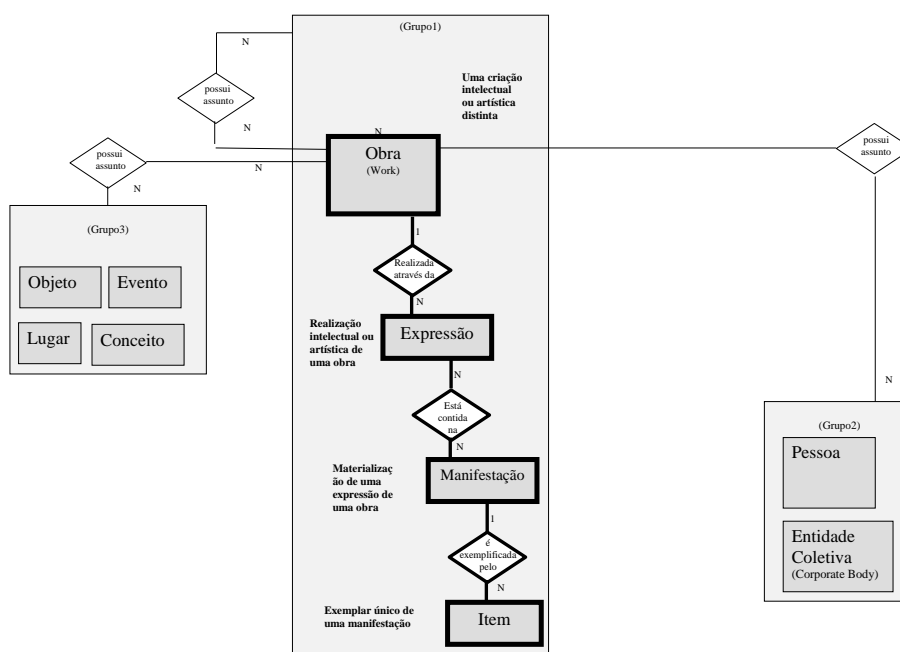 (Grupo1)
N
Uma criação
intelectual
ou artística
distinta
possui
assunto
N
N
Obra
(Work)
possui
assunto
N
N
possui
assunto
(Grupo3)
Objeto
Evento
Lugar
Conceito
1
Realizada
através da
N
Realização
intelectual ou
artística de
uma obra
Expressão
N
Está
contida
na
N
Materializaç
ão de uma
expressão de
uma obra
Manifestação
1
é
exemplificada
pelo
N
Exemplar único de
uma manifestação
Item
N
(Grupo2)
Pessoa
Entidade
Coletiva
(Corporate Body)